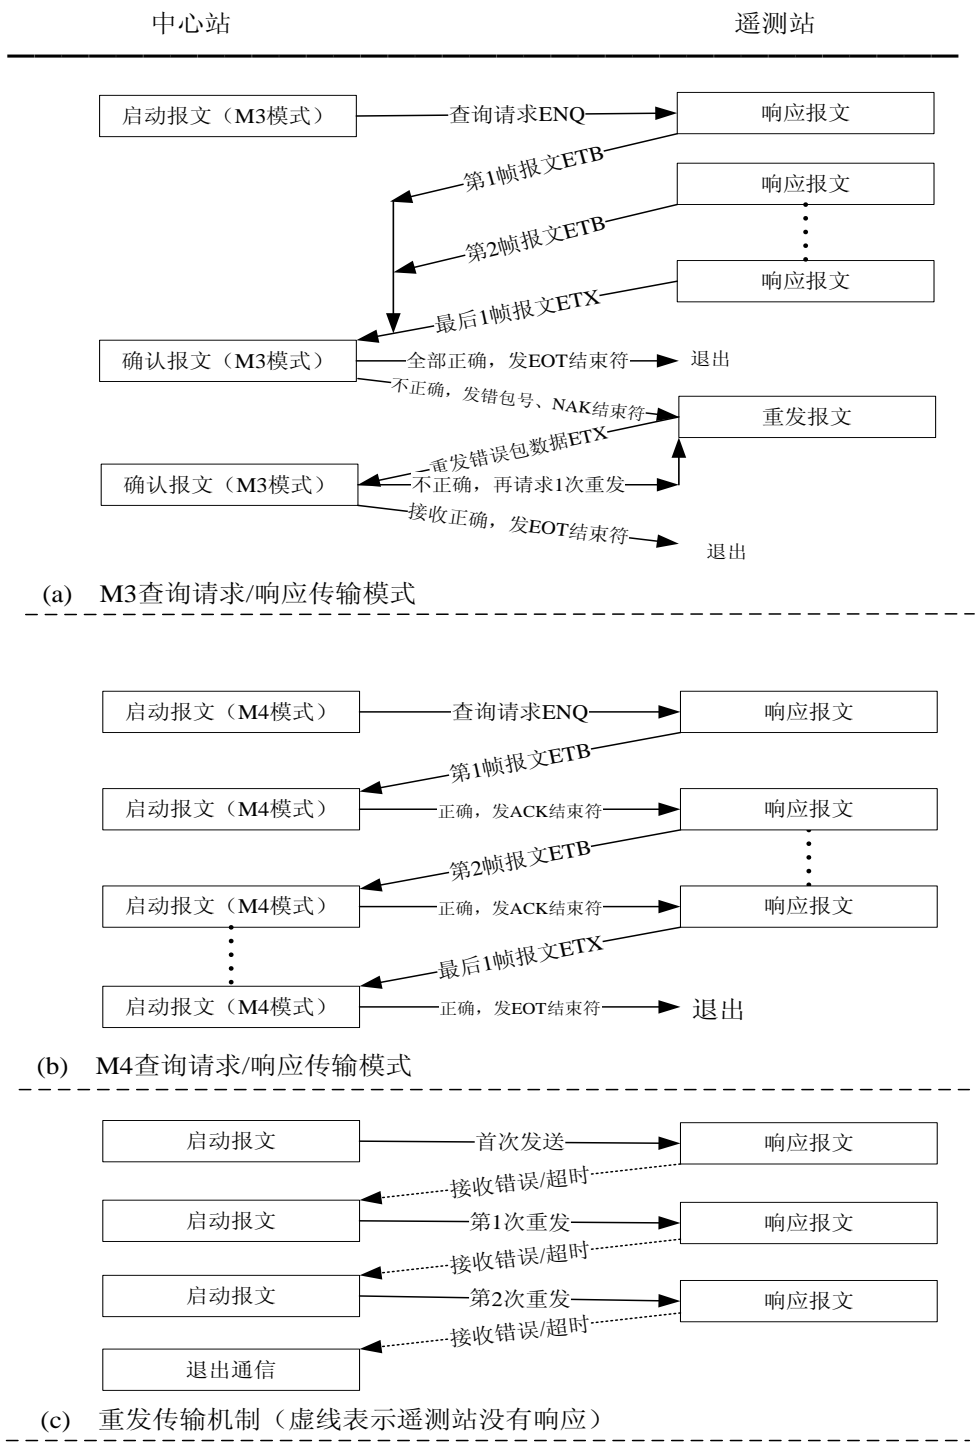 中心站
遥测站
启动报文（M3模式）
查询请求ENQ
响应报文
第1帧报文ETB
响应报文
第2帧报文ETB
响应报文
最后1帧报文ETX
确认报文（M3模式）
全部正确，发EOT结束符
退出
不正确，发错包号、NAK结束符
重发报文
重发错误包数据ETX
确认报文（M3模式）
不正确，再请求1次重发
接收正确，发EOT结束符
退出
(a) M3查询请求/响应传输模式
启动报文（M4模式）
查询请求ENQ
响应报文
第1帧报文ETB
启动报文（M4模式）
正确，发ACK结束符
响应报文
第2帧报文ETB
启动报文（M4模式）
正确，发ACK结束符
响应报文
最后1帧报文ETX
启动报文（M4模式）
正确，发EOT结束符
退出
(b) M4查询请求/响应传输模式
启动报文
首次发送
响应报文
接收错误/超时
启动报文
第1次重发
响应报文
接收错误/超时
启动报文
第2次重发
响应报文
接收错误/超时
退出通信
(c) 重发传输机制（虚线表示遥测站没有响应）